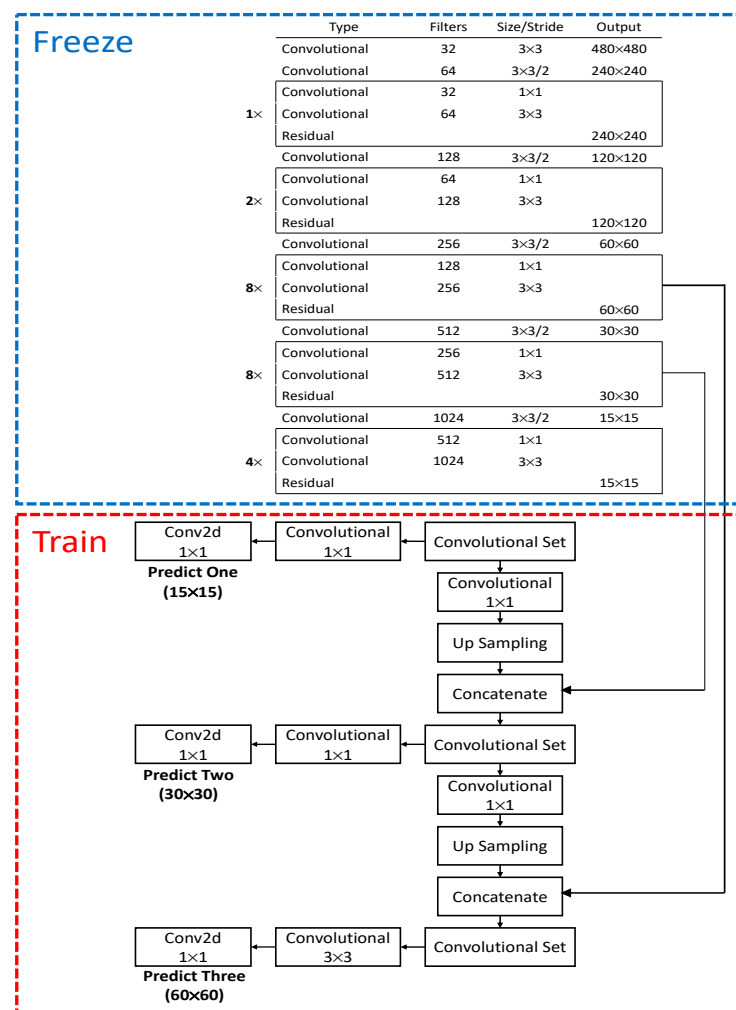 Freeze
Type Filters Size/Stride Output
Convolutional 32 3×3 480×480
Convolutional 64 3×3/2 240×240
Convolutional 32 1×1
1× Convolutional 64 3×3
Residual 240×240
Convolutional 128 3×3/2 120×120
Convolutional 64 1×1
2× Convolutional 128 3×3
Residual 120×120
Convolutional 256 3×3/2 60×60
Convolutional 128 1×1
8× Convolutional 256 3×3
Residual 60×60
Convolutional 512 3×3/2 30×30
Convolutional 256 1×1
8× Convolutional 512 3×3
Residual 30×30
Convolutional 1024 3×3/2 15×15
Convolutional 512 1×1
4× Convolutional 1024 3×3
Residual 15×15
Train
Conv2d
1×1
Convolutional
1×1
Convolutional Set
Predict One
(15×15)
Convolutional
1×1
Up Sampling
Concatenate
Conv2d
1×1
Convolutional
1×1
Convolutional Set
Predict Two
(30×30)
Convolutional
1×1
Up Sampling
Concatenate
Conv2d
1×1
Convolutional
3×3
Convolutional Set
Predict Three
(60×60)